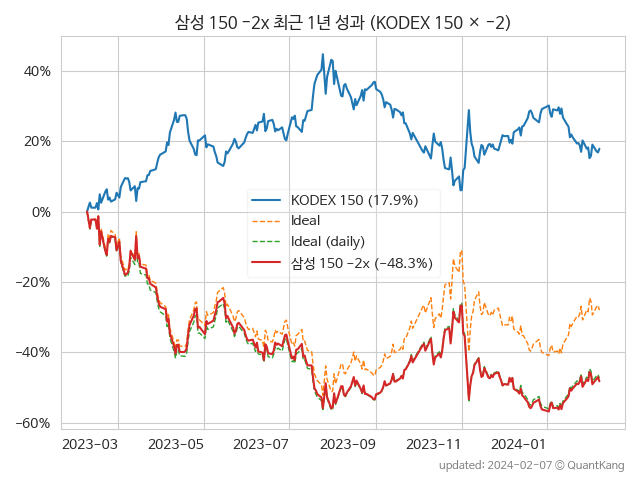 삼성 150 −2x 최근 1년 성과 (KODEX 150 × −2)
40%
20%
0%
−20%
−40%
−60%
KODEX 150 (17.9%)
Ideal
Ideal (daily)
삼성 150 −2x (−48.3%)
2023−03
2023−05
2023−07
2023−09
2023−11
2024−01
updated: 2024-02-07 © QuantKang